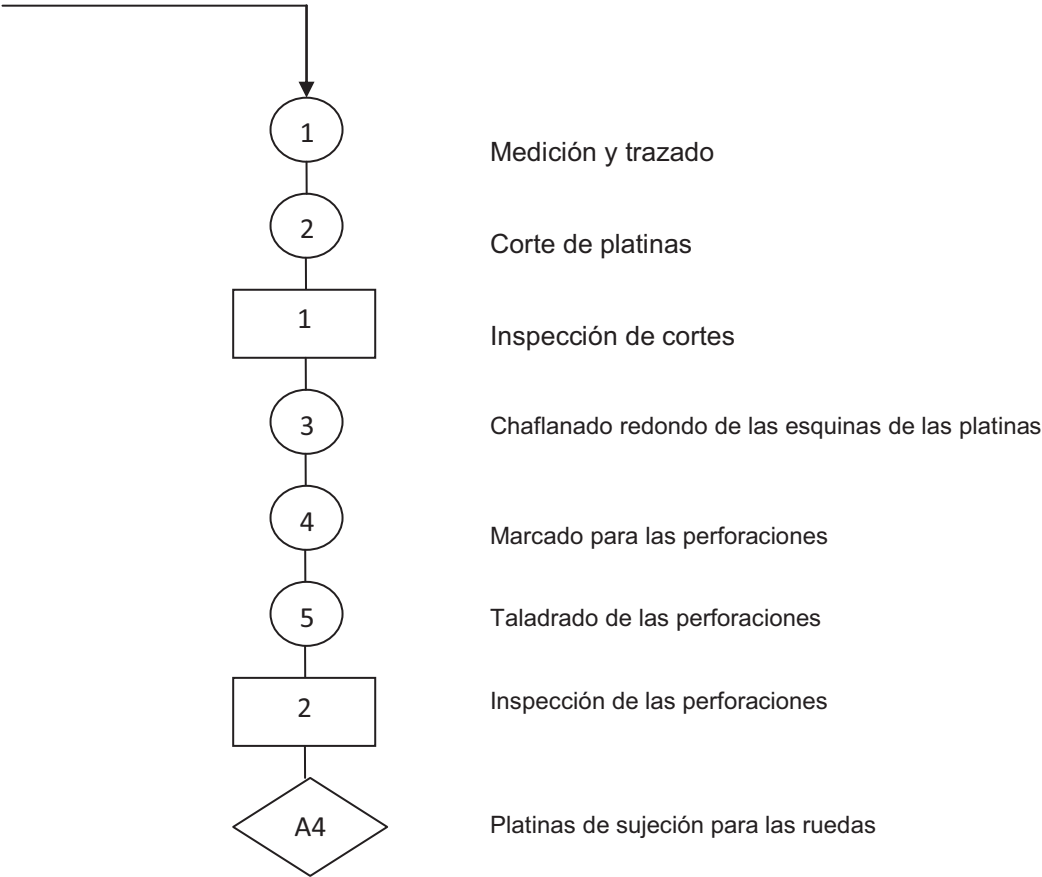 1
Medición y trazado
2
Corte de platinas
1
Inspección de cortes
3
Chaflanado redondo de las esquinas de las platinas
4
Marcado para las perforaciones
5
Taladrado de las perforaciones
2
Inspección de las perforaciones
A4
Platinas de sujeción para las ruedas